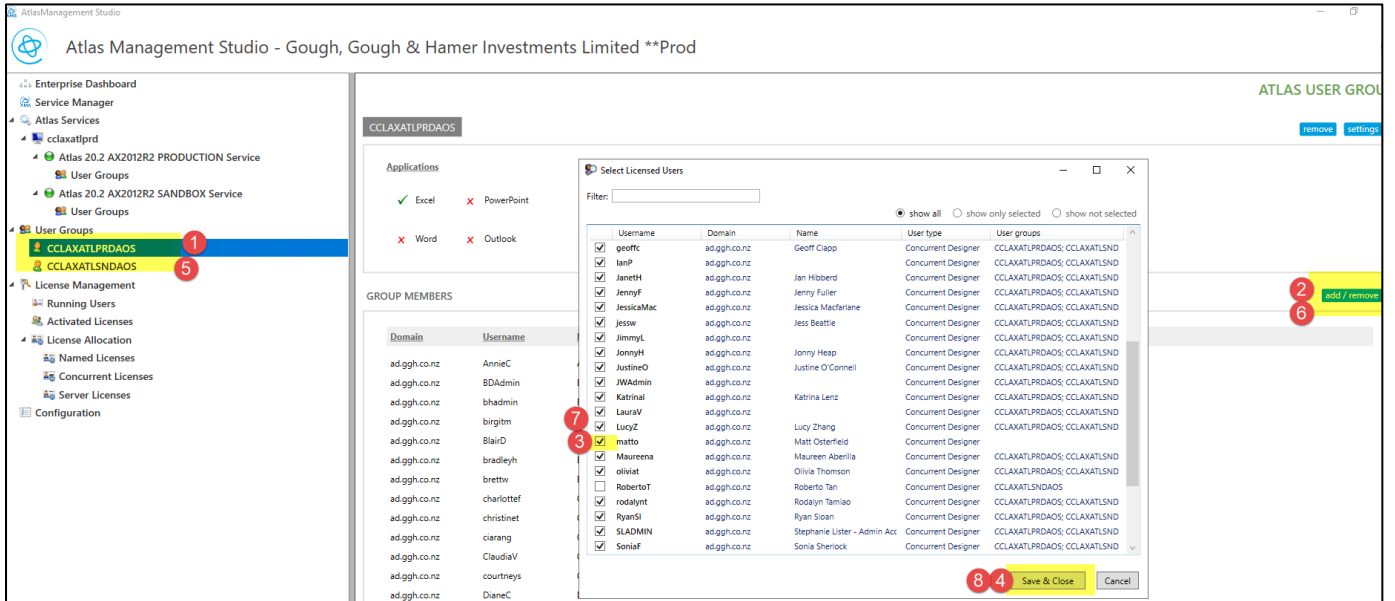 AtlasManagement Studio
Atlas Management Studio - Gough, Gough & Hamer Investments Limited **Prod
Enterprise Dashboard
Service Manager
Atlas Services
cclaxatlprd
Atlas 20.2 AX2012R2 PRODUCTION Service
User Groups
Atlas 20.2 AX2012R2 SANDBOX Service
User Groups
User Groups
CCLAXATLPRDAOS 1
CCLAXATLSNDAOS 5
License Management
Running Users
Activated Licenses
License Allocation
Named Licenses
Concurrent Licenses
Server Licenses
Configuration
ATLAS USER GROU
CCLAXATLPRDAOS
remove settings
Applications
Excel PowerPoint
Word Outlook
GROUP MEMBERS
2 add / remove
6
Domain Username
ad.ggh.co.nz AnnieC
ad.ggh.co.nz BDAdmin
ad.ggh.co.nz bhadmin
ad.ggh.co.nz birgitm
ad.ggh.co.nz BlairD
ad.ggh.co.nz bradleyh
ad.ggh.co.nz brettw
ad.ggh.co.nz charlottef
ad.ggh.co.nz christinet
ad.ggh.co.nz ciarang
ad.ggh.co.nz ClaudiaV
ad.ggh.co.nz courtneys
ad.ggh.co.nz DianeC
Select Licensed Users
Filter:
show all show only selected show not selected
Username Domain Name User type User groups
geoffc ad.ggh.co.nz Geoff Clapp Concurrent Designer CCLAXATLPRDAOS; CCLAXATLSND
IanP ad.ggh.co.nz Concurrent Designer CCLAXATLPRDAOS; CCLAXATLSND
JanetH ad.ggh.co.nz Jan Hibberd Concurrent Designer CCLAXATLPRDAOS; CCLAXATLSND
JennyF ad.ggh.co.nz Jenny Fuller Concurrent Designer CCLAXATLPRDAOS; CCLAXATLSND
JessicaMac ad.ggh.co.nz Jessica Macfarlane Concurrent Designer CCLAXATLPRDAOS; CCLAXATLSND
jessw ad.ggh.co.nz Jess Beattie Concurrent Designer CCLAXATLPRDAOS; CCLAXATLSND
JimmyL ad.ggh.co.nz Concurrent Designer CCLAXATLPRDAOS; CCLAXATLSND
JonnyH ad.ggh.co.nz Jonny Heap Concurrent Designer CCLAXATLPRDAOS; CCLAXATLSND
JustineO ad.ggh.co.nz Justine O'Connell Concurrent Designer CCLAXATLPRDAOS; CCLAXATLSND
JWAdmin ad.ggh.co.nz Concurrent Designer CCLAXATLPRDAOS; CCLAXATLSND
Katrinal ad.ggh.co.nz Katrina Lenz Concurrent Designer CCLAXATLPRDAOS; CCLAXATLSND
LauraV ad.ggh.co.nz Concurrent Designer CCLAXATLPRDAOS; CCLAXATLSND
7 LucyZ ad.ggh.co.nz Lucy Zhang Concurrent Designer CCLAXATLPRDAOS; CCLAXATLSND
3 matto ad.ggh.co.nz Matt Osterfield Concurrent Designer
Maureena ad.ggh.co.nz Maureen Aberilla Concurrent Designer CCLAXATLPRDAOS; CCLAXATLSND
oliviat ad.ggh.co.nz Olivia Thomson Concurrent Designer CCLAXATLPRDAOS; CCLAXATLSND
RobertoT ad.ggh.co.nz Roberto Tan Concurrent Designer CCLAXATLSNDAOS
rodalynt ad.ggh.co.nz Rodalyn Tamlao Concurrent Designer CCLAXATLPRDAOS; CCLAXATLSND
RyanSl ad.ggh.co.nz Ryan Sloan Concurrent Designer CCLAXATLPRDAOS; CCLAXATLSND
SLADMIN ad.ggh.co.nz Stephanie Lister - Admin Acc Concurrent Designer CCLAXATLPRDAOS; CCLAXATLSND
SoniaF ad.ggh.co.nz Sonia Sherlock Concurrent Designer CCLAXATLPRDAOS; CCLAXATLSND
8 4 Save & Close Cancel